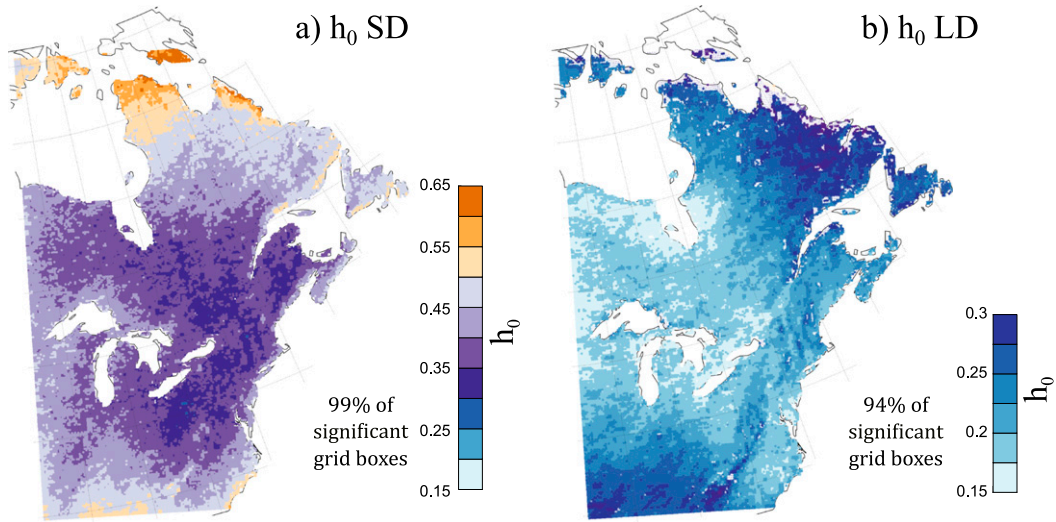 a) h₀ SD
0.65
0.55
0.45
0.35
0.25
0.15
h₀
99% of
significant
grid boxes
b) h₀ LD
0.3
0.25
0.2
0.15
h₀
94% of
significant
grid boxes